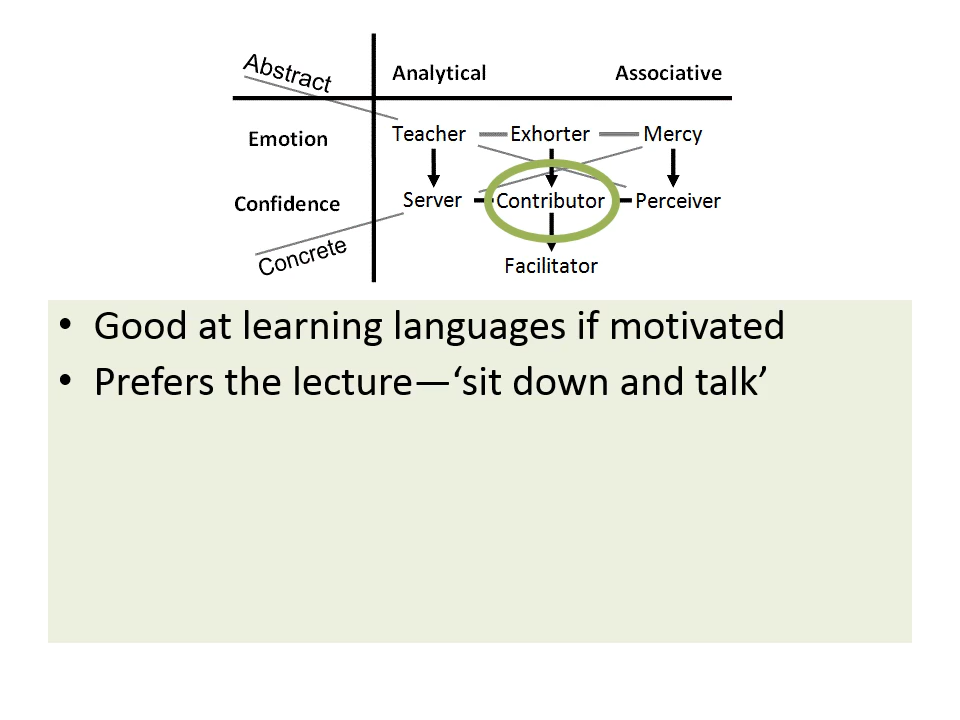 Abstract
Analytical Associative
Emotion Teacher Exhorter Mercy
Confidence Server Contributor Perceiver
Concrete
Facilitator
• Good at learning languages if motivated
• Prefers the lecture—‘sit down and talk’